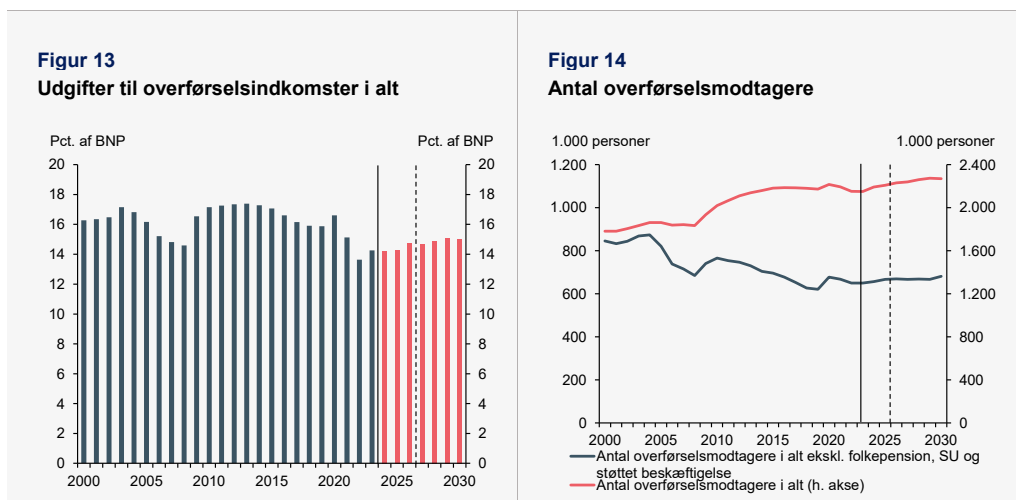 Figur 13
Udgifter til overførselsindkomster i alt
Pct. af BNP Pct. af BNP
20 20
18 18
16 16
14 14
12 12
10 10
8 8
6 6
4 4
2 2
0 0
2000 2005 2010 2015 2020 2025 2030
Figur 14
Antal overførselsmodtagere
1.000 personer 1.000 personer
1.200 2.400
1.000 2.000
800 1.600
600 1.200
400 800
200 400
0 0
2000 2005 2010 2015 2020 2025 2030
Antal overførselsmodtagere i alt ekskl. folkepension, SU og
støttet beskæftigelse
Antal overførselsmodtagere i alt (h. akse)